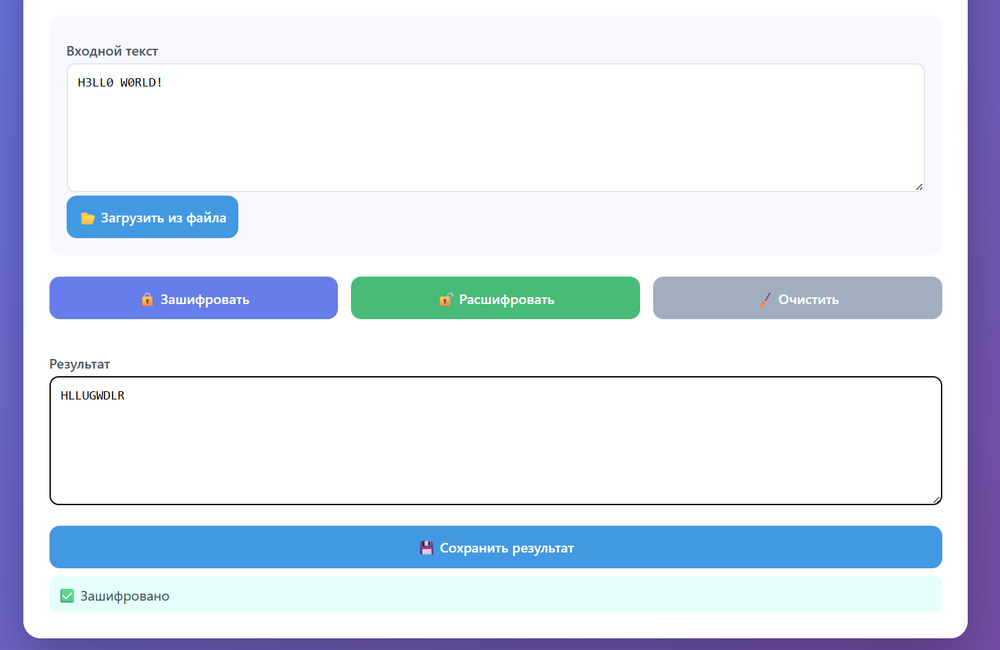 Входной текст
H3LL0 W0RLD!
Загрузить из файла
Зашифровать
Расшифровать
Очистить
Результат
HLLUGWDLR
Сохранить результат
Зашифровано